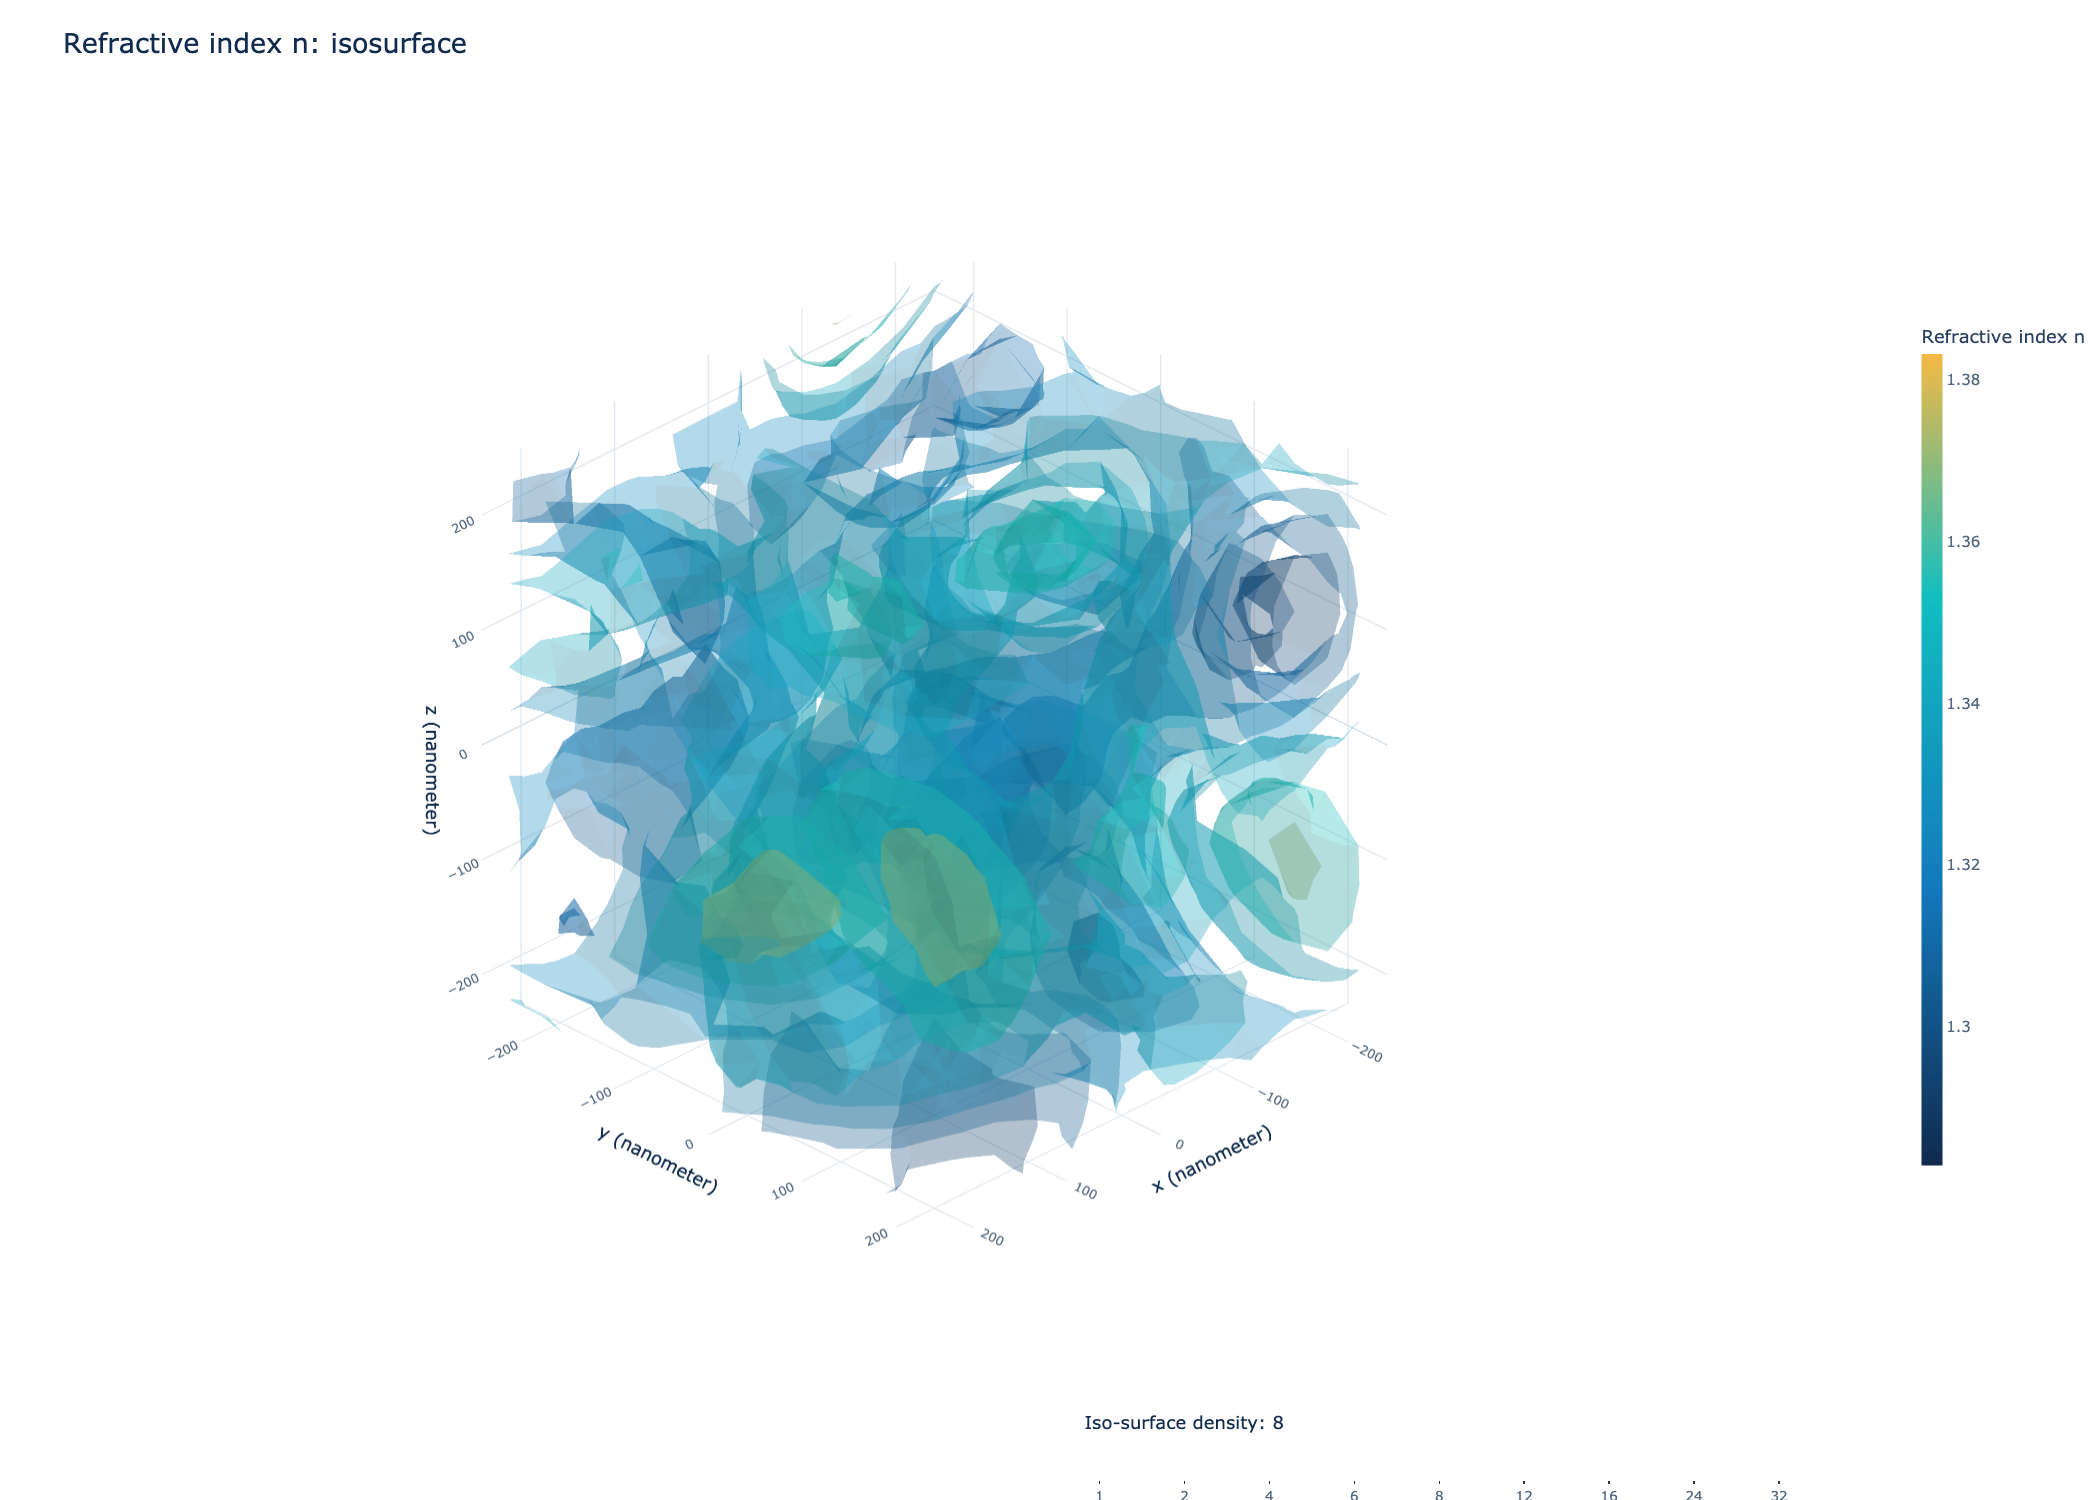 Refractive index n: isosurface
Refractive index n
1.38
1.36
1.34
1.32
1.3
200
100
0
−100
−200
z (nanometer)
−200
−100
0
100
200
y (nanometer)
−200
−100
0
100
200
x (nanometer)
Iso-surface density: 8
1 2 4 6 8 12 16 24 32